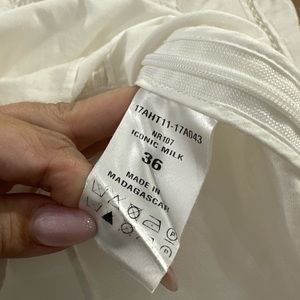 17AHT11-17A043
NR107
ICONIC MILK
36
MADE IN
MADAGASCAR
P
P